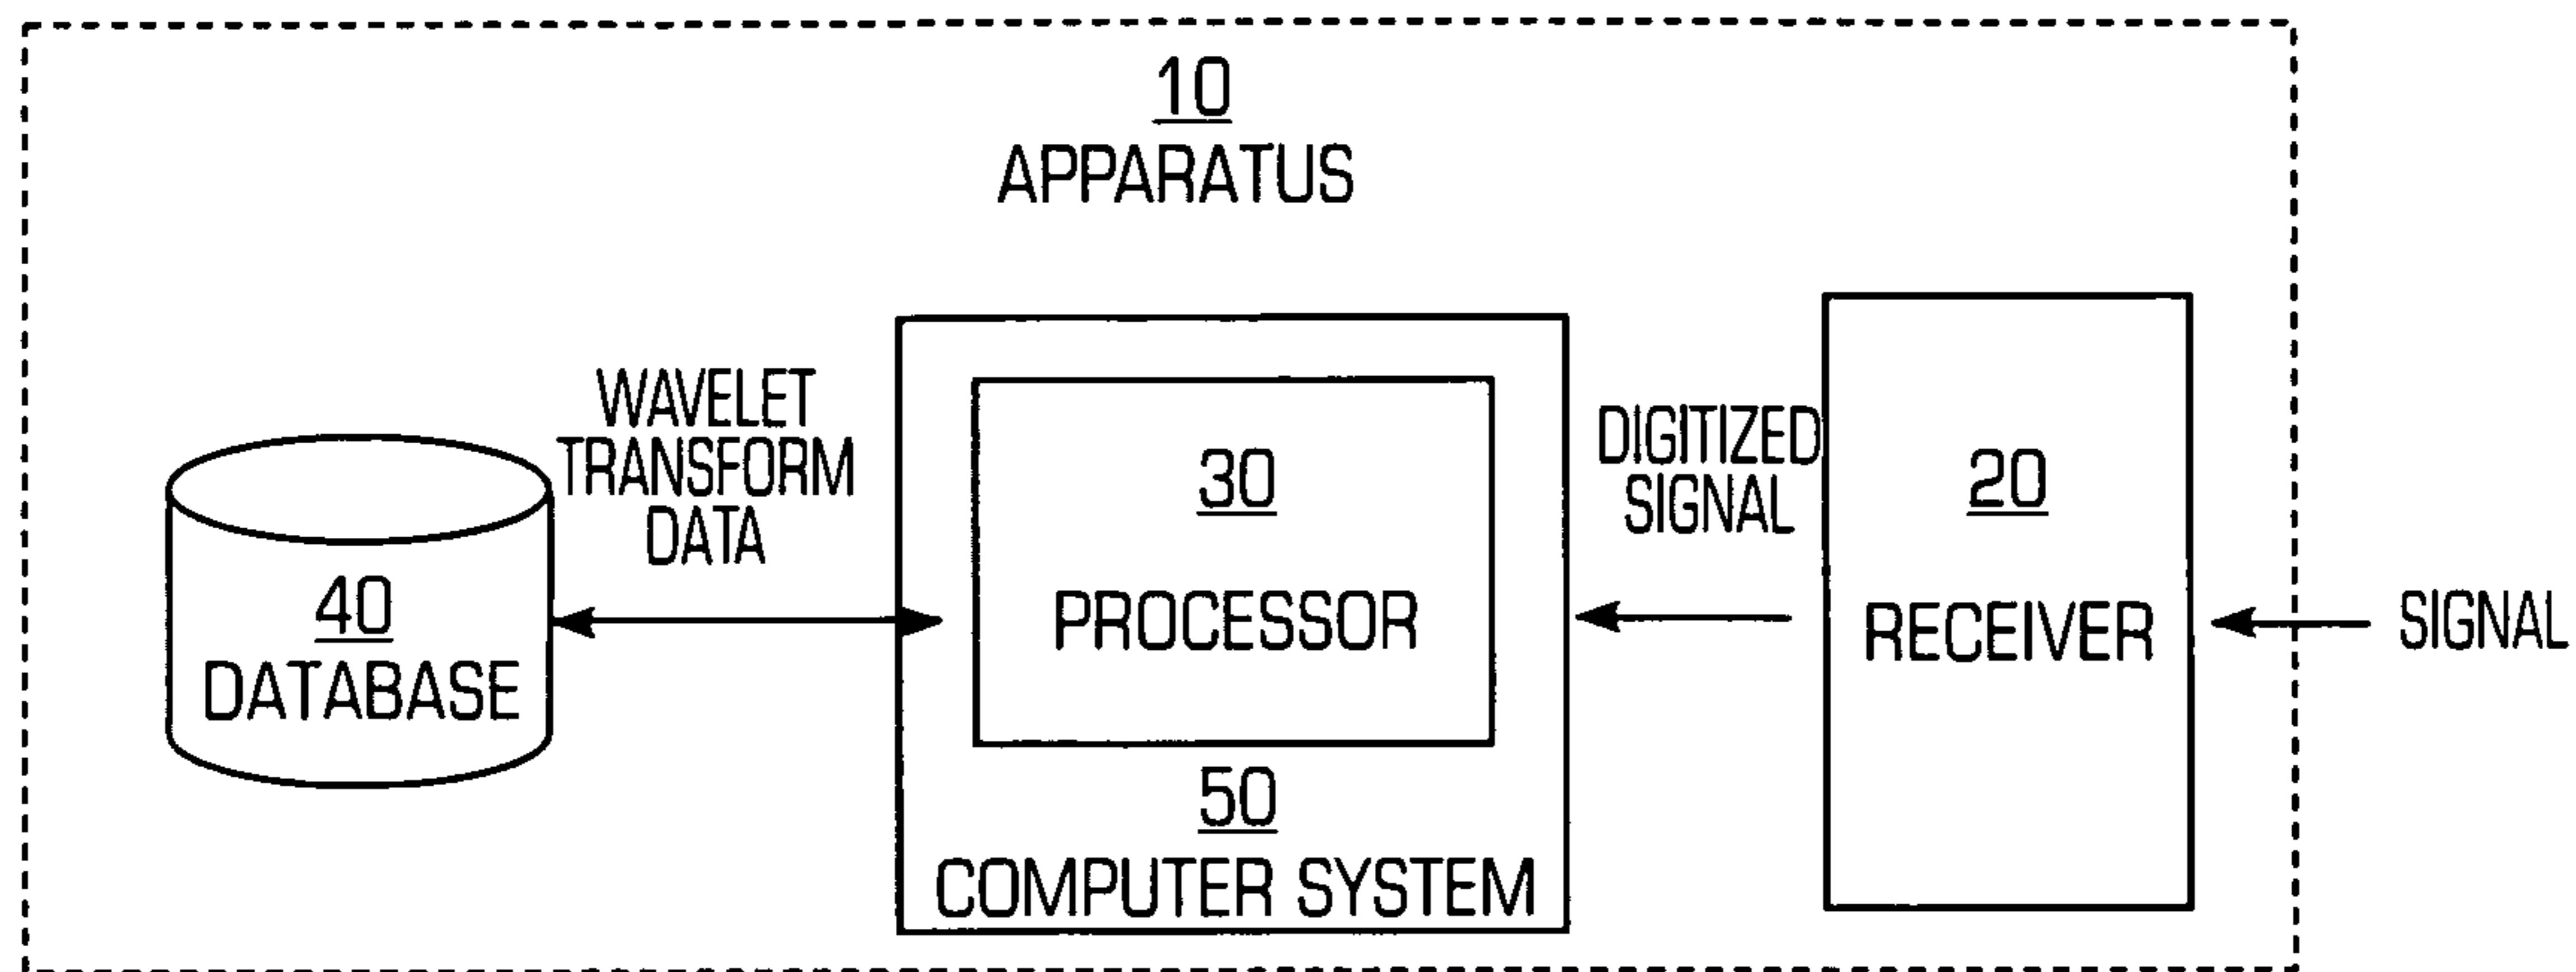 10
APPARATUS
WAVELET
TRANSFORM
DATA
40
DATABASE
30
PROCESSOR
50
COMPUTER SYSTEM
DIGITIZED
SIGNAL
20
RECEIVER
SIGNAL